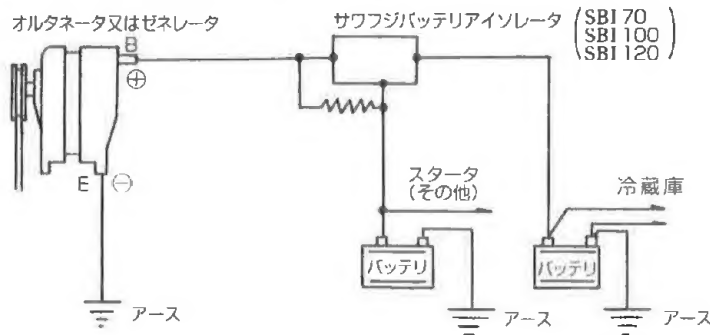 オルタネータ又はゼネレータ
サワフジバッテリアイソレータ
(SBI 70
SBI 100
SBI 120)
B
⊕
E ⊖
スタータ
(その他)
冷蔵庫
バッテリ
バッテリ
アース
アース
アース